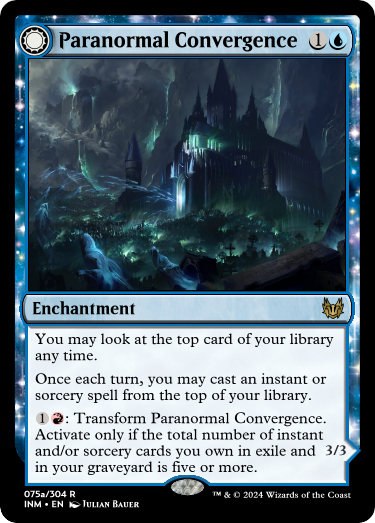 Paranormal Convergence 1
Enchantment
You may look at the top card of your library
any time.
Once each turn, you may cast an instant or
sorcery spell from the top of your library.
1 : Transform Paranormal Convergence.
Activate only if the total number of instant
and/or sorcery cards you own in exile and
in your graveyard is five or more.
3/3
075a/304 R
INM • EN Julian Bauer
™ & © 2024 Wizards of the Coast